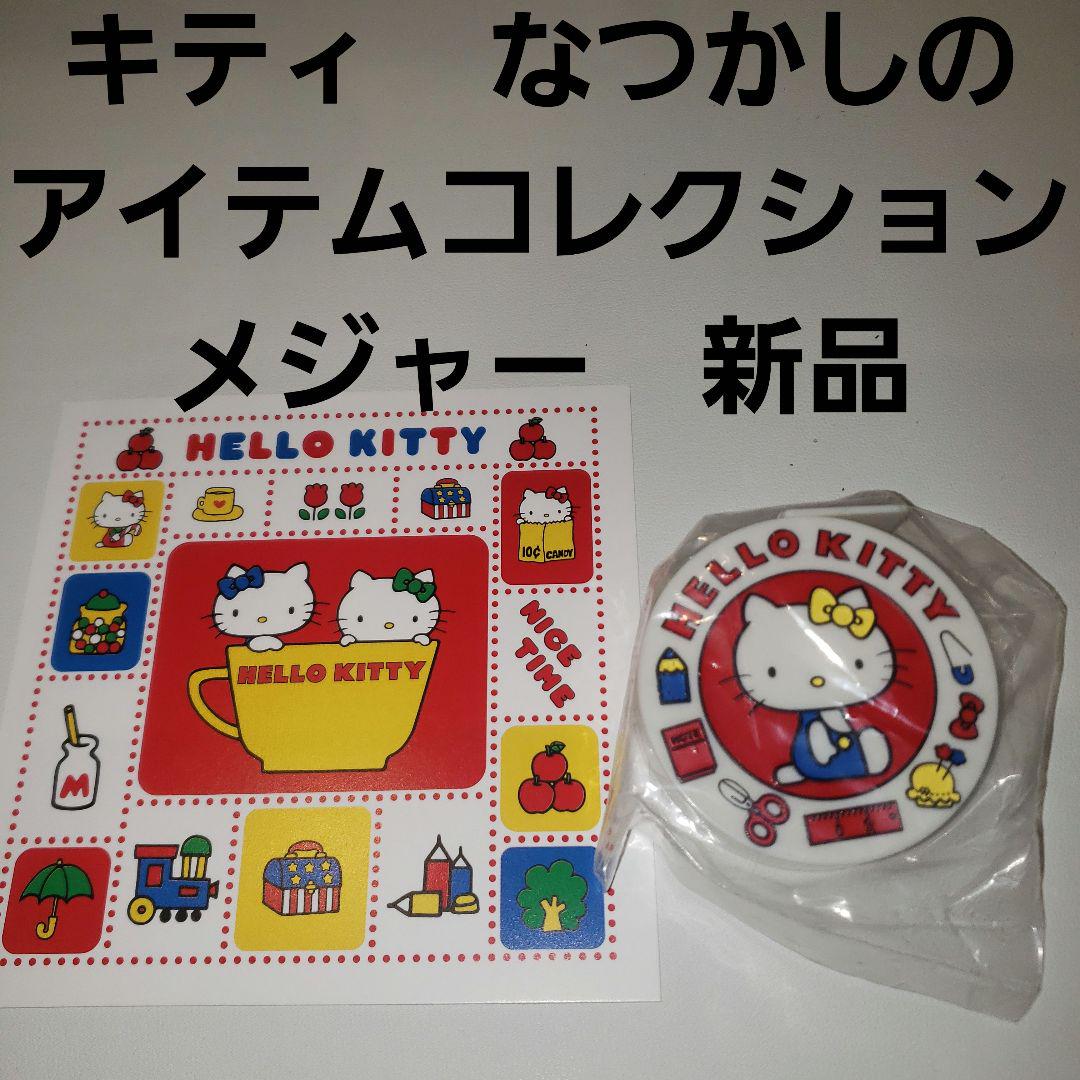 キティ　なつかしの
アイテムコレクション
メジャー　新品
HELLO KITTY
10¢ CANDY
HELLO KITTY
NICE
TIME
M
HELLO KITTY
NOTE